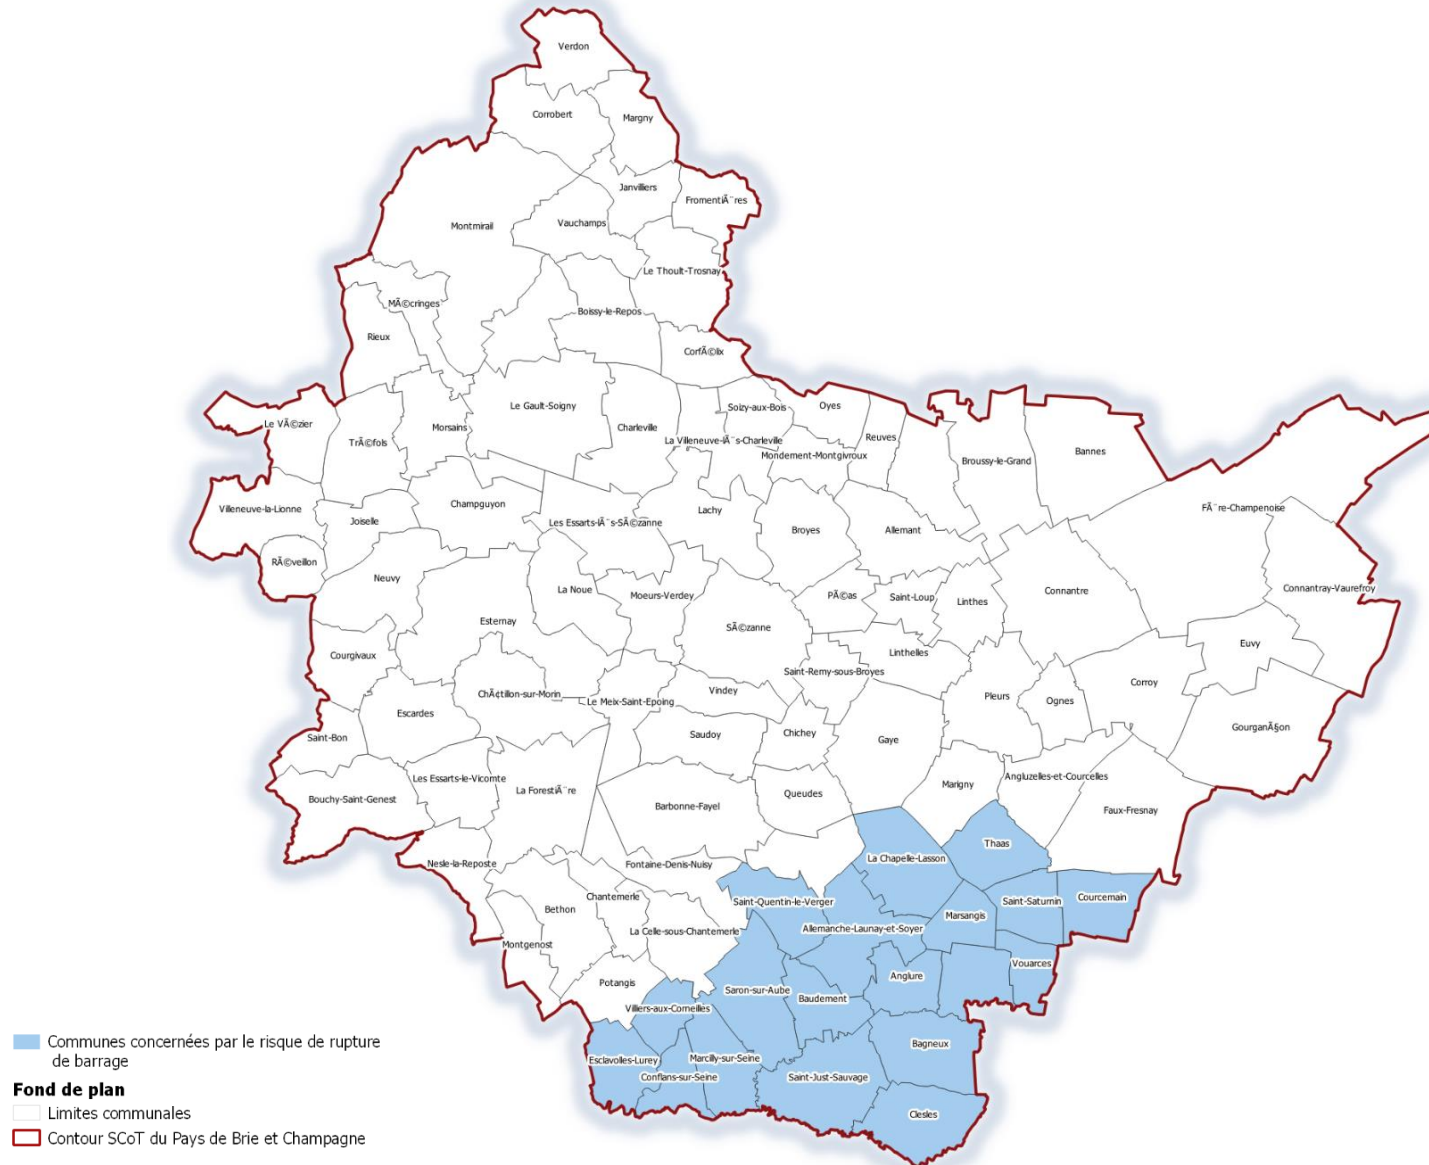 Verdon
Corrobert
Margny
Janvilliers
FromentiÃ¨res
Vauchamps
Montmirail
Le Thoult-Trosnay
MÃ©cringes
Boissy-le-Repos
Rieux
CorfÃ©lix
Le Gault-Soigny
Soizy-aux-Bois
Oyes
Le VÃ©zier
TrÃ©fols
Morsains
Charleville
La Villeneuve-lÃ¨s-Charleville
Reuves
Mondement-Montgivroux
Broussy-le-Grand
Bannes
Villeneuve-la-Lionne
Joiselle
Champguyon
Les Essarts-lÃ¨s-SÃ©zanne
Lachy
Broyes
Allemant
FÃ¨re-Champenoise
RÃ©veillon
Neuvy
La Noue
Moeurs-Verdey
PÃ©as
Saint-Loup
Linthes
Connantre
Connantray-Vaurefroy
Esternay
SÃ©zanne
Courgivaux
Linthelles
Euvy
Saint-Remy-sous-Broyes
ChÃ¢tillon-sur-Morin
Le Meix-Saint-Epoing
Vindey
Pleurs
Ognes
Corroy
Escardes
Saint-Bon
Saudoy
Chichey
Gaye
GourganÃ§on
Les Essarts-le-Vicomte
Angluzelles-et-Courcelles
Bouchy-Saint-Genest
La ForestiÃ¨re
Queudes
Marigny
Barbonne-Fayel
Faux-Fresnay
Thaas
Nesle-la-Reposte
Fontaine-Denis-Nuisy
La Chapelle-Lasson
Chantemerle
Saint-Quentin-le-Verger
Saint-Saturnin
Courcemain
Bethon
Marsangis
La Celle-sous-Chantemerle
Allemanche-Launay-et-Soyer
Montgenost
Vouarces
Potangis
Anglure
Saron-sur-Aube
Baudement
Villiers-aux-Corneilles
Bagneux
Esclavolles-Lurey
Marcilly-sur-Seine
Conflans-sur-Seine
Saint-Just-Sauvage
Clesles
Communes concernées par le risque de rupture
de barrage
Fond de plan
Limites communales
Contour SCoT du Pays de Brie et Champagne